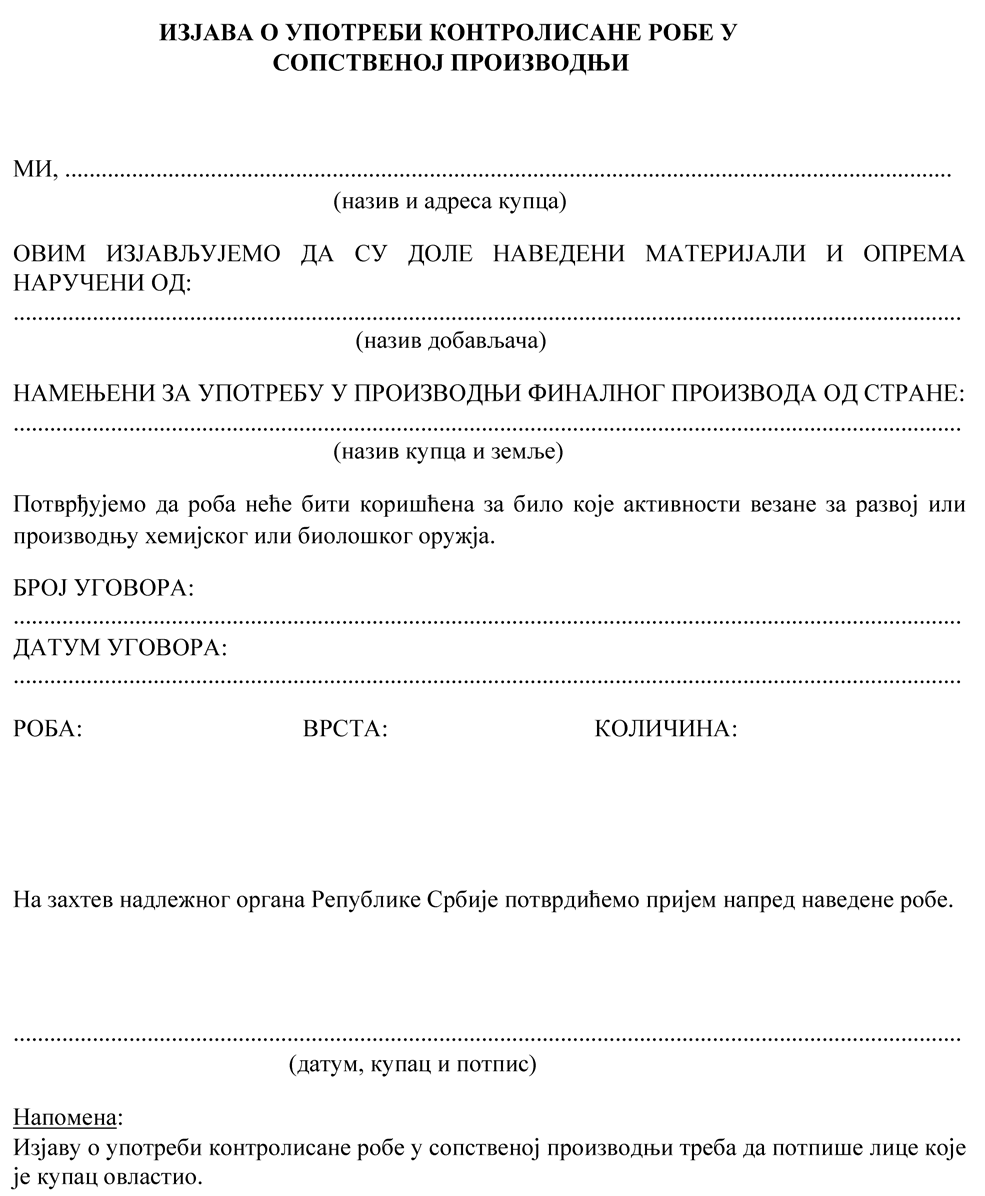 ИЗЈАВА О УПОТРЕБИ КОНТРОЛИСАНЕ РОБЕ У
СОПСТВЕНОЈ ПРОИЗВОДЊИ
МИ, ................................................................................................................................................
(назив и адреса купца)
ОВИМ ИЗЈАВЉУЈЕМО ДА СУ ДОЛЕ НАВЕДЕНИ МАТЕРИЈАЛИ И ОПРЕМА
НАРУЧЕНИ ОД:
..........................................................................................................................................................
(назив добављача)
НАМЕЊЕНИ ЗА УПОТРЕБУ У ПРОИЗВОДЊИ ФИНАЛНОГ ПРОИЗВОДА ОД СТРАНЕ:
..........................................................................................................................................................
(назив купца и земље)
Потврђујемо да роба неће бити коришћена за било које активности везане за развој или
производњу хемијског или биолошког оружја.
БРОЈ УГОВОРА:
..........................................................................................................................................................
ДАТУМ УГОВОРА:
..........................................................................................................................................................
РОБА: ВРСТА: КОЛИЧИНА:
На захтев надлежног органа Републике Србије потврдићемо пријем напред наведене робе.
..........................................................................................................................................................
(датум, купац и потпис)
Напомена:
Изјаву о употреби контролисане робе у сопственој производњи треба да потпише лице које
је купац овластио.